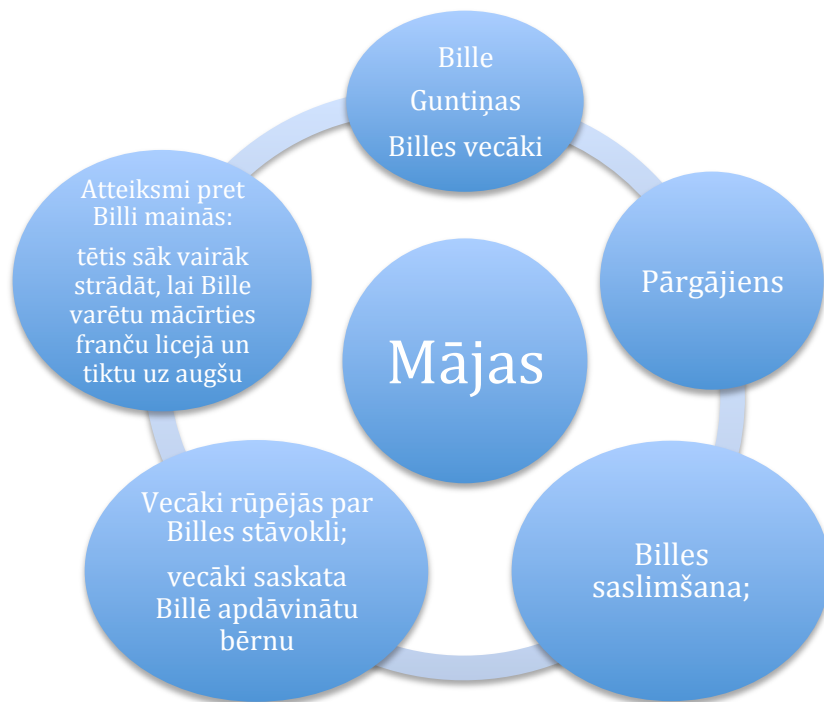 Bille
Guntiņas
Billes vecāki
Pārgājiens
Billes
saslimšana;
Vecāki rūpējās par
Billes stāvokli;
vecāki saskata
Billē apdāvinātu
bērnu
Atteiksmi pret
Billi mainās:
tētis sāk vairāk
strādāt, lai Bille
varētu mācīrties
franču licejā un
tiktu uz augšu
Mājas